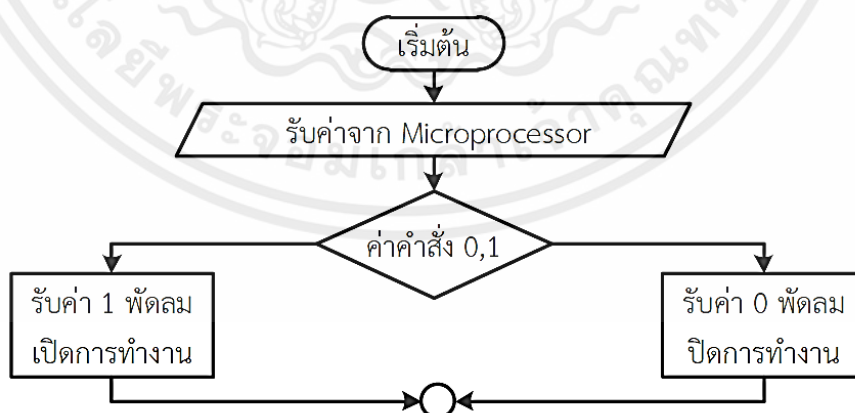 เริ่มต้น
รับค่าจาก Microprocessor
ค่าคำสั่ง 0,1
รับค่า 1 พัดลม
เปิดการทำงาน
รับค่า 0 พัดลม
ปิดการทำงาน